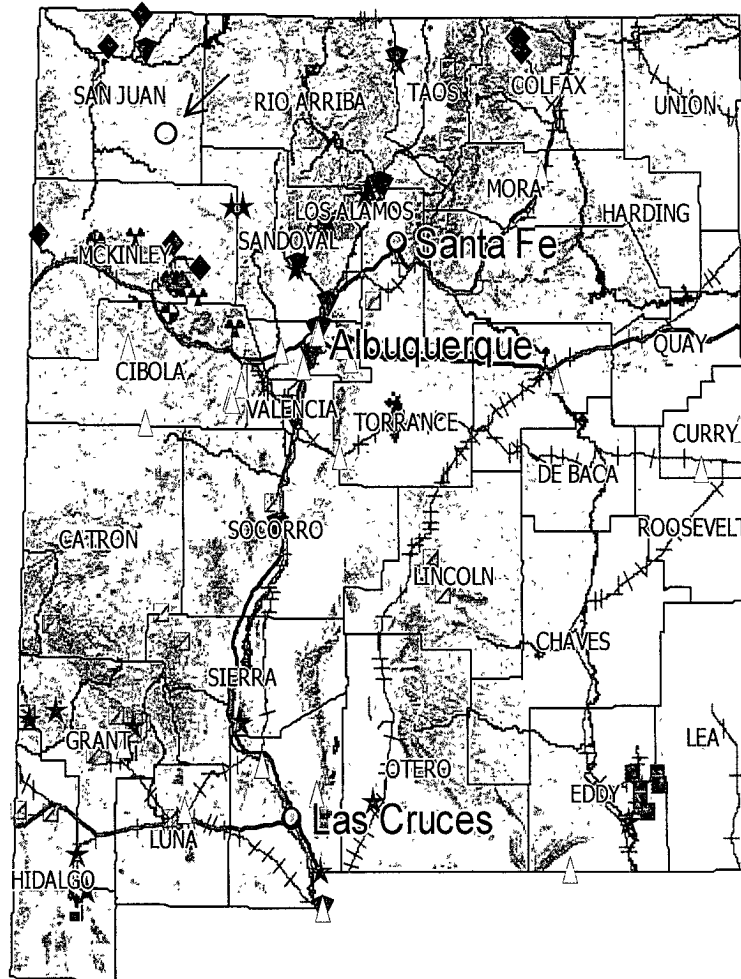 SAN JUAN
RIO ARRIBA
TAOS
COLFAX
UNION
MORA
LOS ALAMOS
HARDING
MCKINLEY
SANDOVAL
Santa Fe
Albuquerque
QUAY
CIBOLA
VALENCIA
TORRANCE
CURRY
DE BACA
CATRON
SOCORRO
ROOSEVELT
LINCOLN
CHAVES
SIERRA
GRANT
LEA
OTERO
EDDY
Las Cruces
LUNA
HIDALGO